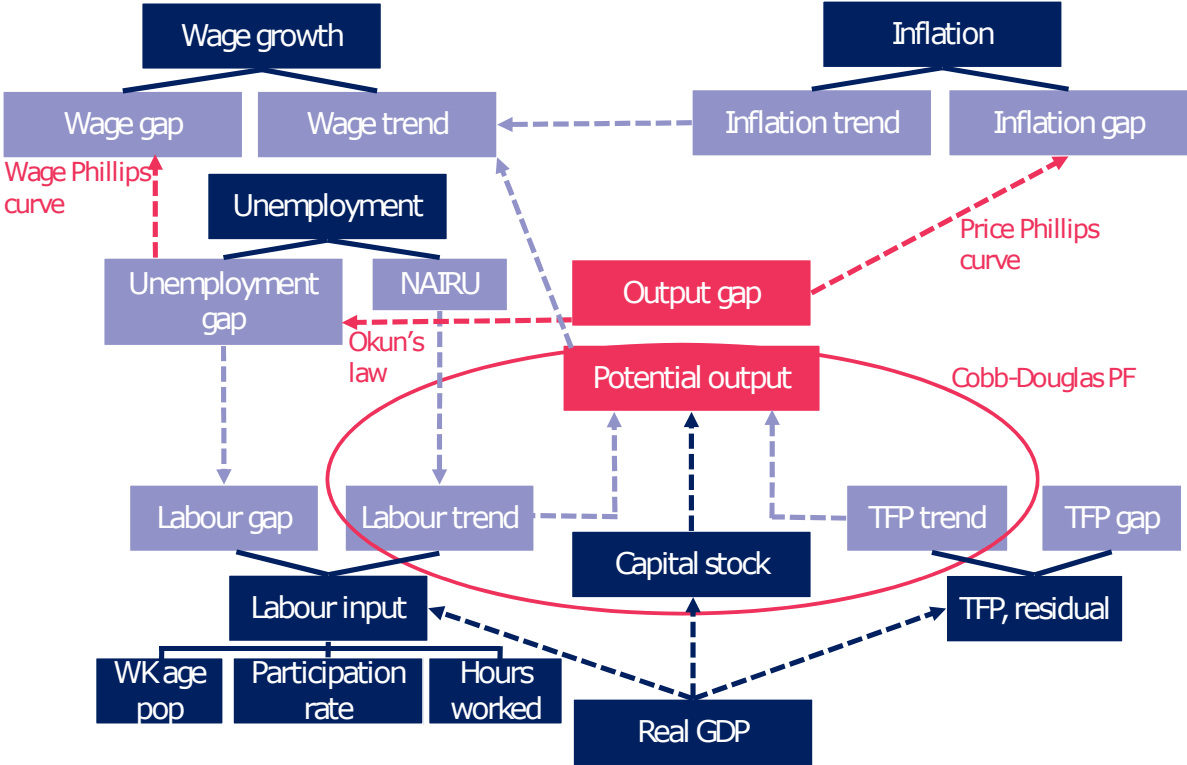 Wage growth
Inflation
Wage gap
Wage trend
Inflation trend
Inflation gap
Wage Phillips
curve
Unemployment
Price Phillips
curve
Unemployment
gap
NAIRU
Output gap
Okun's
law
Potential output
Cobb-Douglas PF
Labour gap
Labour trend
TFP trend
TFP gap
Capital stock
Labour input
TFP, residual
WK age
pop
Participation
rate
Hours
worked
Real GDP